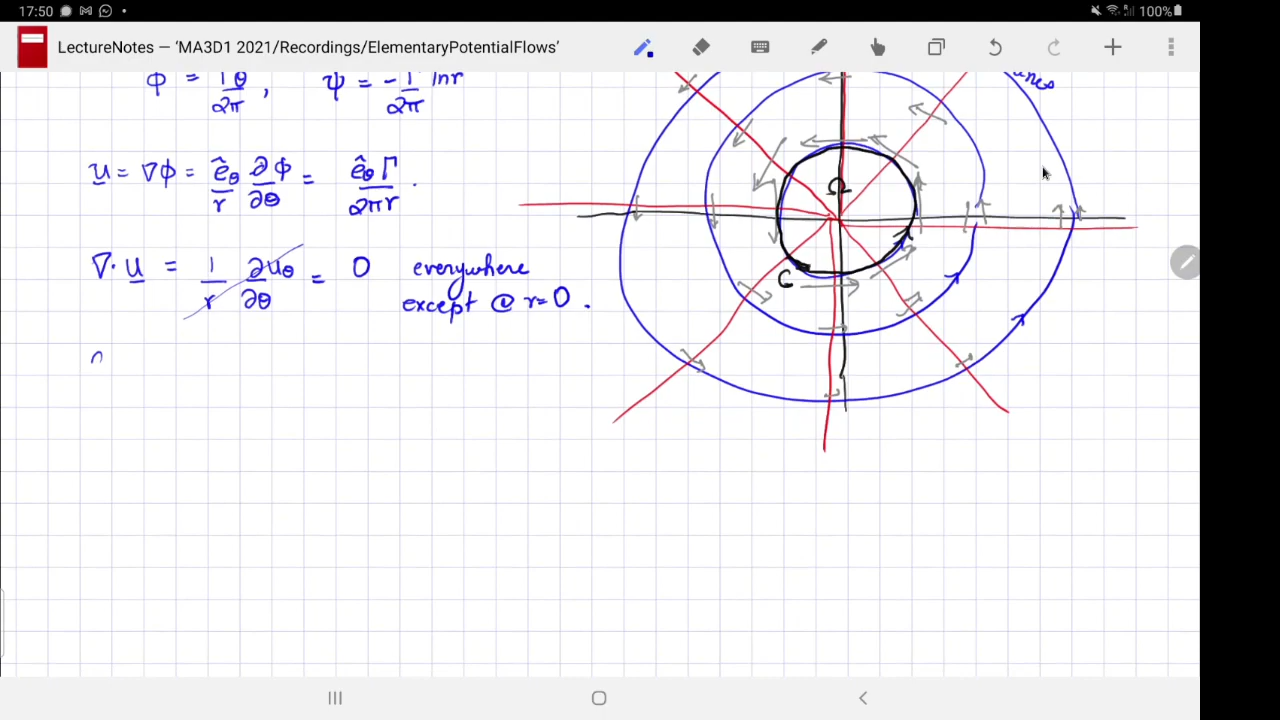 17:50
100%
LectureNotes — ‘MA3D1 2021/Recordings/ElementaryPotentialFlows’
Φ = Γθ/2π , ψ = -Γ/2π lnr
u = ∇ϕ = ê_θ/r ∂Φ/∂θ = ê_θ Γ/2πr .
∇·u = 1/r ∂u_θ/∂θ = 0 everywhere
except @ r=0 .
Ω
C